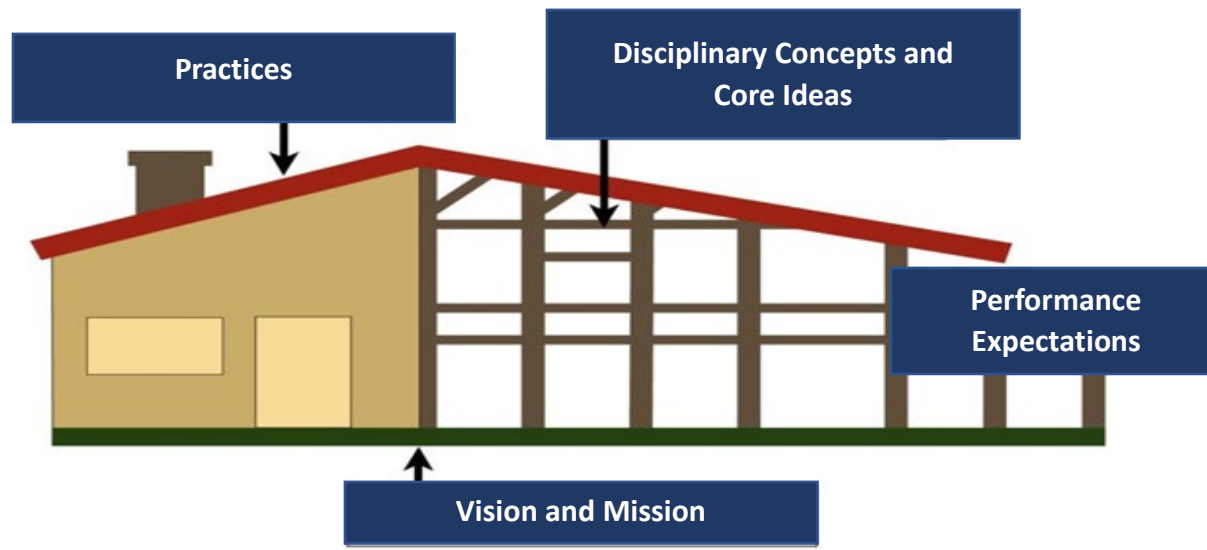 Practices
Disciplinary Concepts and
Core Ideas
Performance
Expectations
Vision and Mission